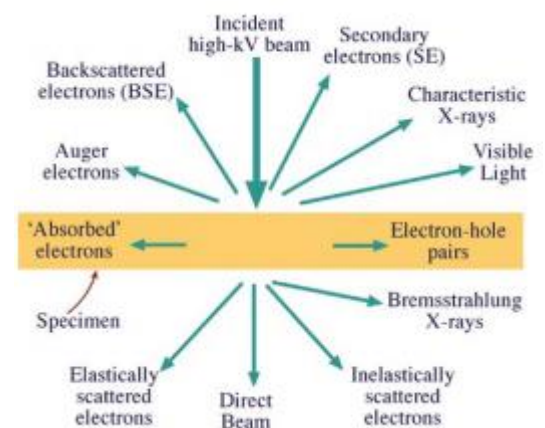 Incident
high-kV beam
Secondary
electrons (SE)
Backscattered
electrons (BSE)
Characteristic
X-rays
Auger
electrons
Visible
Light
'Absorbed'
electrons
Electron-hole
pairs
Specimen
Bremsstrahlung
X-rays
Elastically
scattered
electrons
Direct
Beam
Inelastically
scattered
electrons